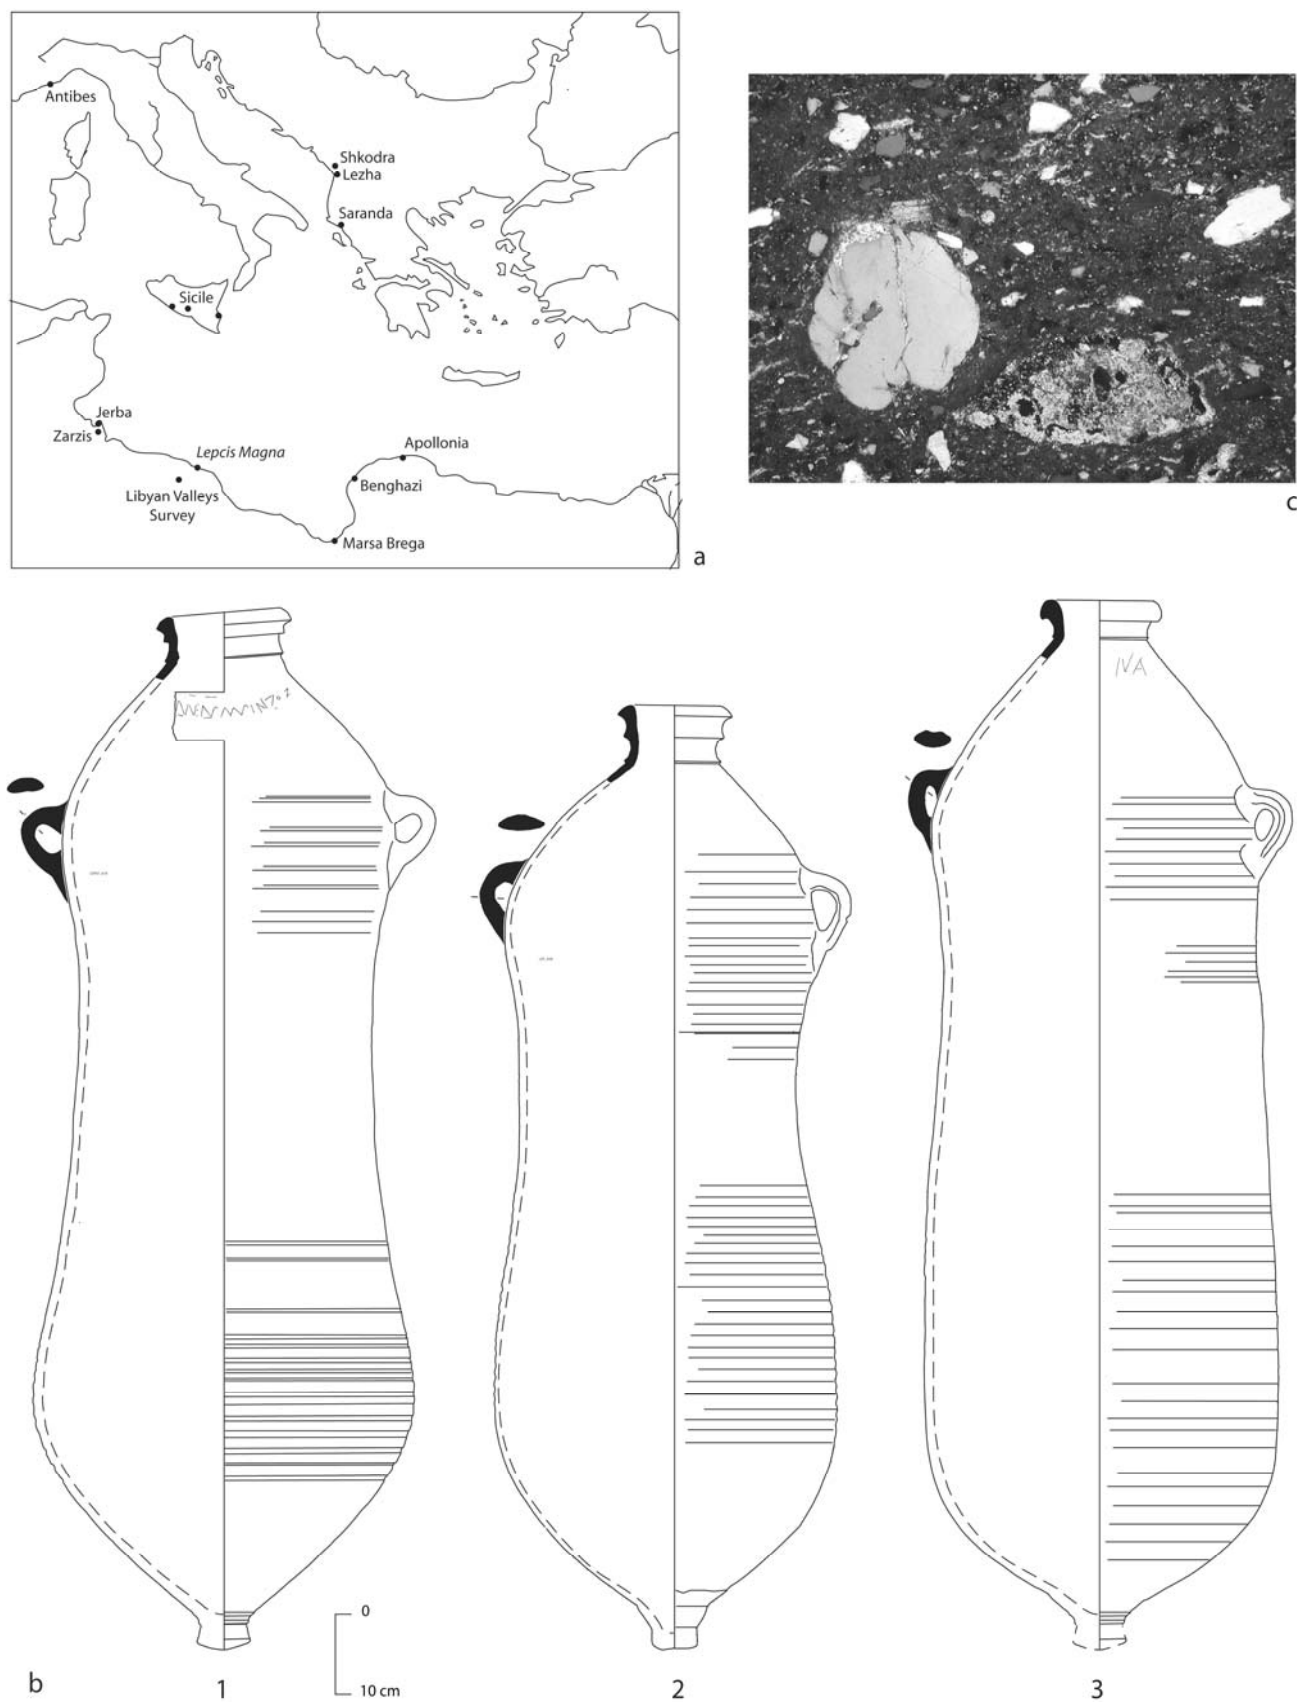 Antibes
Shkodra
Lezha
Saranda
Sicile
Jerba
Zarzis
Lepcis Magna
Libyan Valleys
Survey
Apollonia
Benghazi
Marsa Brega
a
c
IVA
0
10 cm
b
1
2
3